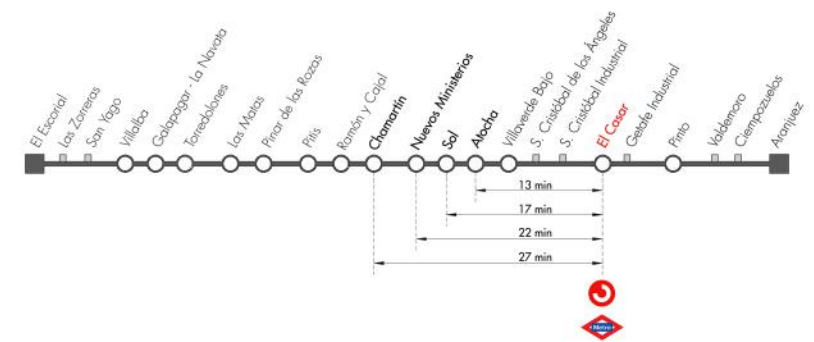 El Escorial
Las Zorreras
San Yago
Villalba
Galapagar - La Navata
Torredolones
Las Matas
Pinar de las Rozas
Pitis
Ramón y Cajal
Chamartín
Nuevos Ministerios
Sol
Atocha
Villaverde Bajo
S. Cristóbal de los Ángeles
S. Cristóbal Industrial
El Casar
Getafe Industrial
Pinto
Valdemoro
Ciempozuelos
Aranjuez
13 min
17 min
22 min
27 min
Metro